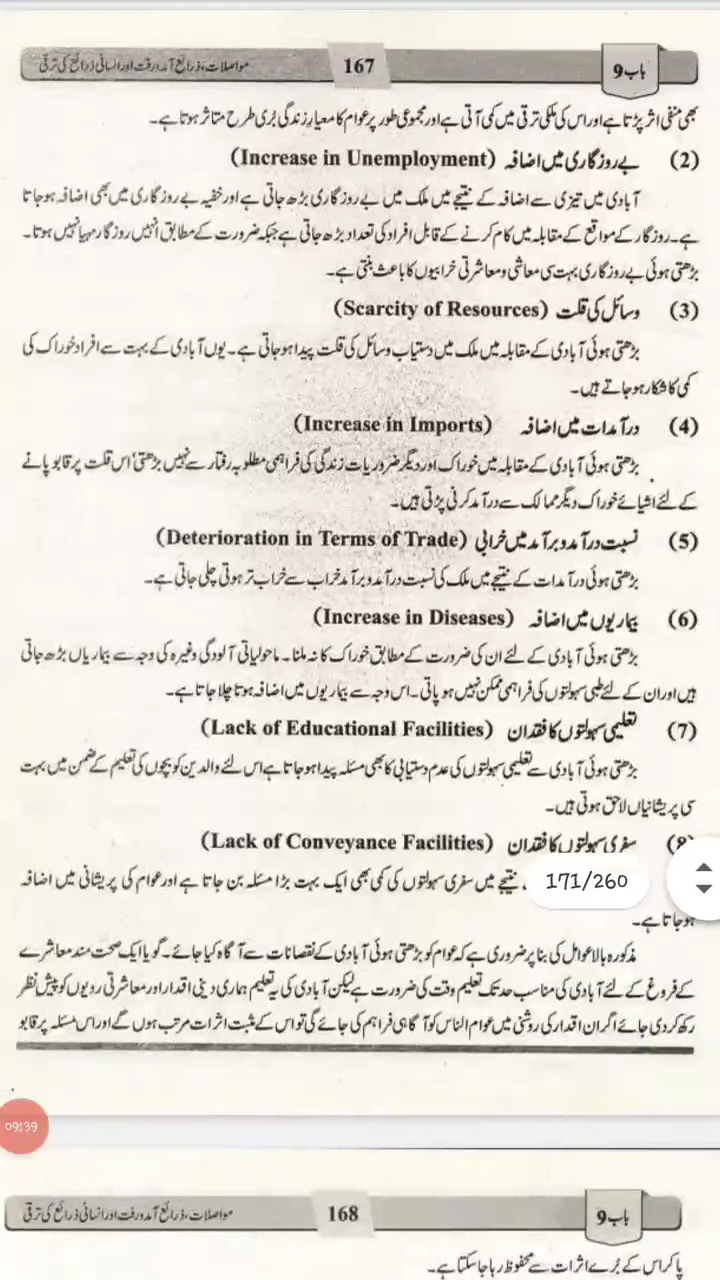 باب 9 167 مواصلات، ذرائع آمدورفت اور انسانی ذرائع کی ترقی
بھی منفی اثر پڑتا ہے اور اس کی ملکی ترقی میں کمی آتی ہے اور مجموعی طور پر عوام کا معیارِ زندگی بُری طرح متاثر ہوتا ہے۔
(2) بے روزگاری میں اضافہ (Increase in Unemployment)
آبادی میں تیزی سے اضافہ کے نتیجے میں ملک میں بے روزگاری بڑھ جاتی ہے اور خفیہ بے روزگاری میں بھی اضافہ ہو جاتا
ہے۔ روزگار کے مواقع کے مقابلہ میں کام کرنے کے قابل افراد کی تعداد بڑھ جاتی ہے جبکہ ضرورت کے مطابق انہیں روزگار مہیا نہیں ہوتا۔
بڑھتی ہوئی بے روزگاری بہت سی معاشی و معاشرتی خرابیوں کا باعث بنتی ہے۔
(3) وسائل کی قلت (Scarcity of Resources)
بڑھتی ہوئی آبادی کے مقابلہ میں ملک میں دستیاب وسائل کی قلت پیدا ہو جاتی ہے۔ یوں آبادی کے بہت سے افراد خوراک کی
کمی کا شکار ہو جاتے ہیں۔
(4) درآمدات میں اضافہ (Increase in Imports)
بڑھتی ہوئی آبادی کے مقابلہ میں خوراک اور دیگر ضروریات زندگی کی فراہمی مطلوبہ رفتار سے نہیں بڑھتی' اس قلت پر قابو پانے
کے لئے اشیائے خوراک دیگر ممالک سے درآمد کرنی پڑتی ہیں۔
(5) نسبت درآمد و برآمد میں خرابی (Deterioration in Terms of Trade)
بڑھتی ہوئی درآمدات کے نتیجے میں ملک کی نسبت درآمد و برآمد خراب سے خراب تر ہوتی چلی جاتی ہے۔
(6) بیماریوں میں اضافہ (Increase in Diseases)
بڑھتی ہوئی آبادی کے لئے ان کی ضرورت کے مطابق خوراک کا نہ ملنا۔ ماحولیاتی آلودگی وغیرہ کی وجہ سے بیماریاں بڑھ جاتی
ہیں اور ان کے لئے طبی سہولتوں کی فراہمی ممکن نہیں ہو پاتی۔ اس وجہ سے بیماریوں میں اضافہ ہوتا چلا جاتا ہے۔
(7) تعلیمی سہولتوں کا فقدان (Lack of Educational Facilities)
بڑھتی ہوئی آبادی سے تعلیمی سہولتوں کی عدم دستیابی کا بھی مسئلہ پیدا ہو جاتا ہے اس لئے والدین کو بچوں کی تعلیم کے ضمن میں بہت
سی پریشانیاں لاحق ہوتی ہیں۔
(8) سفری سہولتوں کا فقدان (Lack of Conveyance Facilities)
نتیجے میں سفری سہولتوں کی کمی بھی ایک بہت بڑا مسئلہ بن جاتا ہے اور عوام کی پریشانی میں اضافہ
171/260
ہو جاتا ہے۔
مذکورہ بالا عوامل کی بنا پر ضروری ہے کہ عوام کو بڑھتی ہوئی آبادی کے نقصانات سے آگاہ کیا جائے۔ گویا ایک صحت مند معاشرے
کے فروغ کے لئے آبادی کی مناسب حد تک تعلیم وقت کی ضرورت ہے لیکن آبادی کی یہ تعلیم ہماری دینی اقدار اور معاشرتی رویوں کو پیش نظر
رکھ کر دی جائے اگر ان اقدار کی روشنی میں عوام الناس کو آگاہی فراہم کی جائے گی تو اس کے مثبت اثرات مرتب ہوں گے اور اس مسئلہ پر قابو
09:39
باب 9 168 مواصلات، ذرائع آمدورفت اور انسانی ذرائع کی ترقی
پا کر اس کے بُرے اثرات سے محفوظ رہا جا سکتا ہے۔